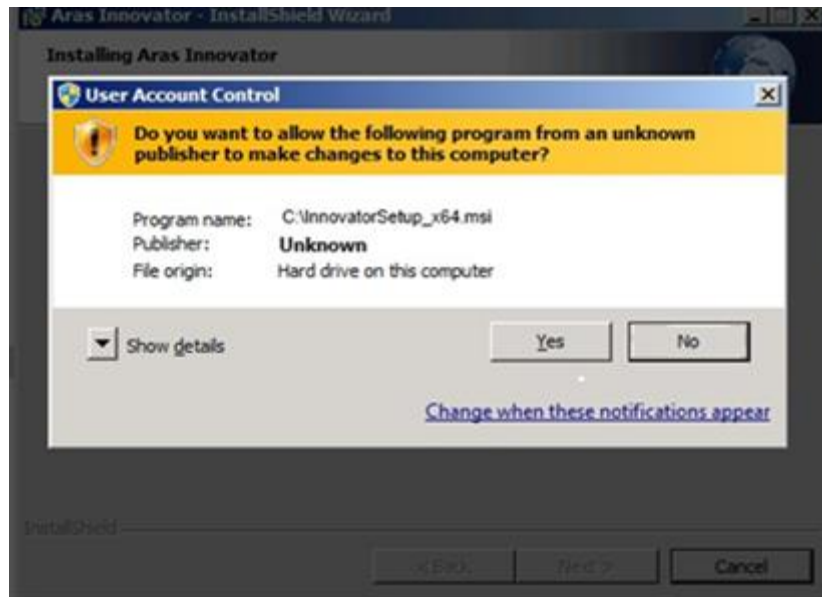 Aras Innovator - InstallShield Wizard
Installing Aras Innovator
User Account Control
Do you want to allow the following program from an unknown
publisher to make changes to this computer?
Program name: C:\InnovatorSetup_x64.msi
Publisher: Unknown
File origin: Hard drive on this computer
Show details
Yes No
Change when these notifications appear
InstallShield
< Back Next > Cancel